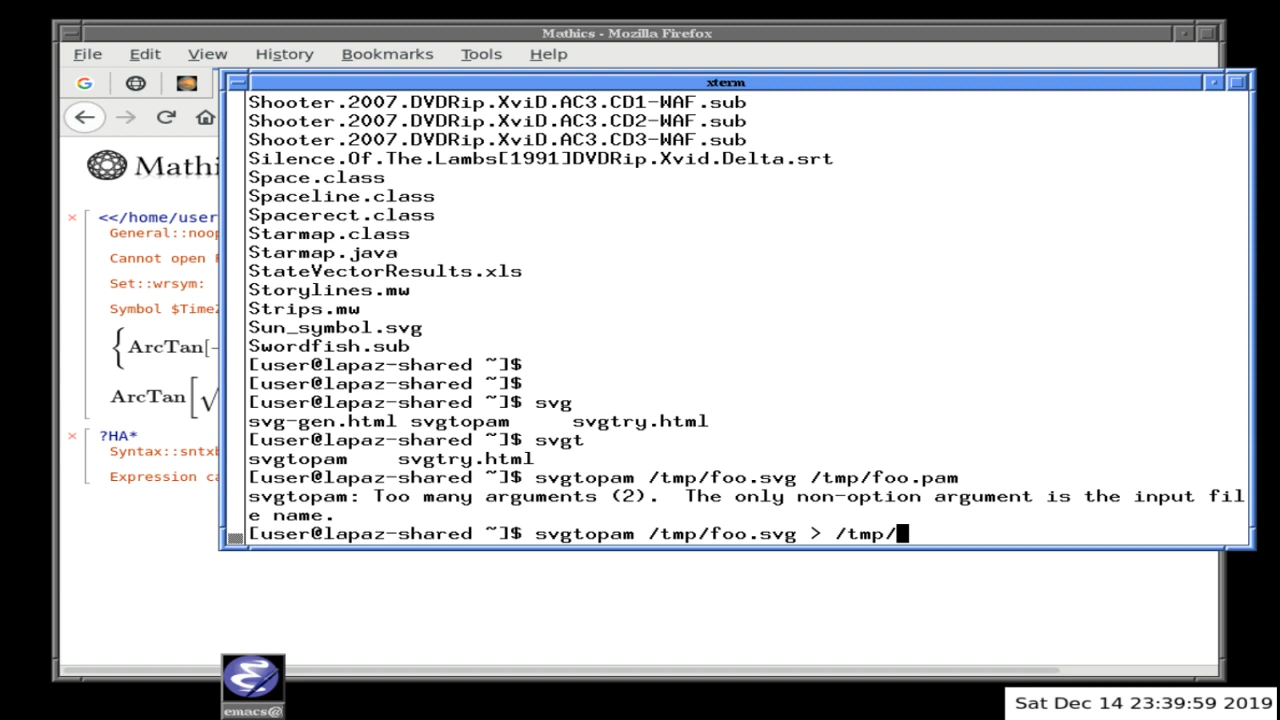 Mathics - Mozilla Firefox
File Edit View History Bookmarks Tools Help
xterm
Mathi
<</home/user
General::noop
Cannot open
Set::wrsym:
Symbol $TimeZ
{ArcTan[-
ArcTan[√
?HA*
Syntax::sntxb
Expression ca
Shooter.2007.DVDRip.XviD.AC3.CD1-WAF.sub
Shooter.2007.DVDRip.XviD.AC3.CD2-WAF.sub
Shooter.2007.DVDRip.XviD.AC3.CD3-WAF.sub
Silence.Of.The.Lambs[1991]DVDRip.Xvid.Delta.srt
Space.class
Spaceline.class
Spacerect.class
Starmap.class
Starmap.java
StateVectorResults.xls
Storylines.mw
Strips.mw
Sun_symbol.svg
Swordfish.sub
[user@lapaz-shared ~]$
[user@lapaz-shared ~]$
[user@lapaz-shared ~]$ svg
svg-gen.html svgtopam svgtry.html
[user@lapaz-shared ~]$ svgt
svgtopam svgtry.html
[user@lapaz-shared ~]$ svgtopam /tmp/foo.svg /tmp/foo.pam
svgtopam: Too many arguments (2).  The only non-option argument is the input fil
e name.
[user@lapaz-shared ~]$ svgtopam /tmp/foo.svg > /tmp/
emacs@
Sat Dec 14 23:39:59 2019